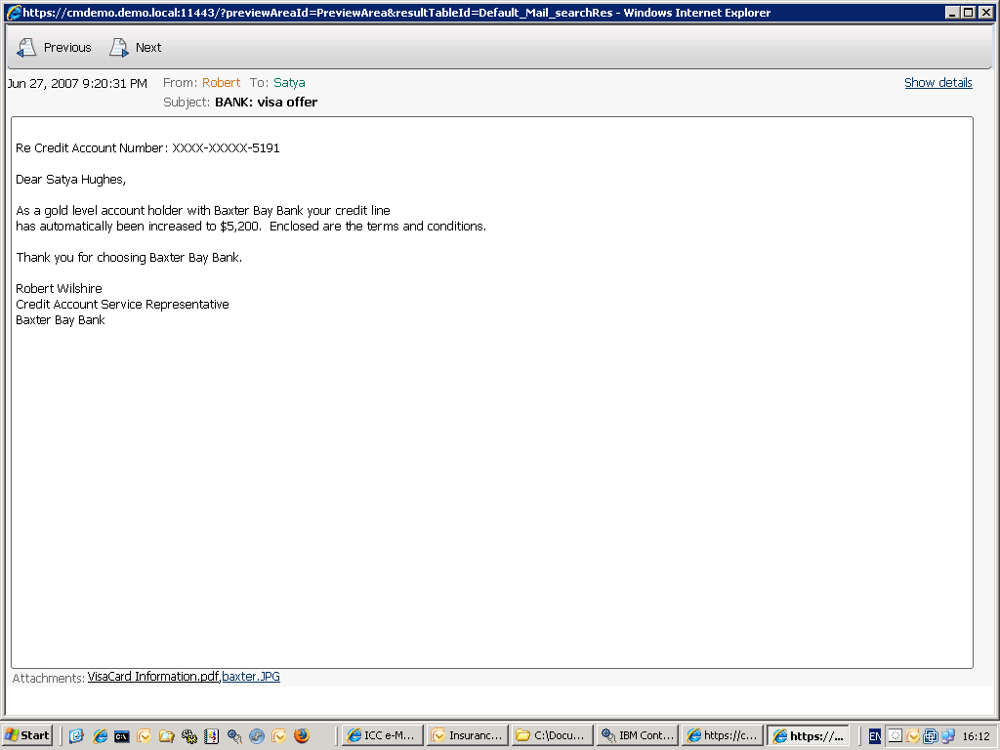 https://cmdemo.demo.local:11443/?previewAreaId=PreviewArea&resultTableId=Default_Mail_searchRes - Windows Internet Explorer
Previous Next
Jun 27, 2007 9:20:31 PM From: Robert To: Satya Show details
Subject: BANK: visa offer
Re Credit Account Number: XXXX-XXXXX-5191
Dear Satya Hughes,
As a gold level account holder with Baxter Bay Bank your credit line
has automatically been increased to $5,200. Enclosed are the terms and conditions.
Thank you for choosing Baxter Bay Bank.
Robert Wilshire
Credit Account Service Representative
Baxter Bay Bank
Attachments: VisaCard Information.pdf,baxter.JPG
Start ICC e-M... Insuranc... C:\Docu... IBM Cont... https://c... https://... EN 16:12